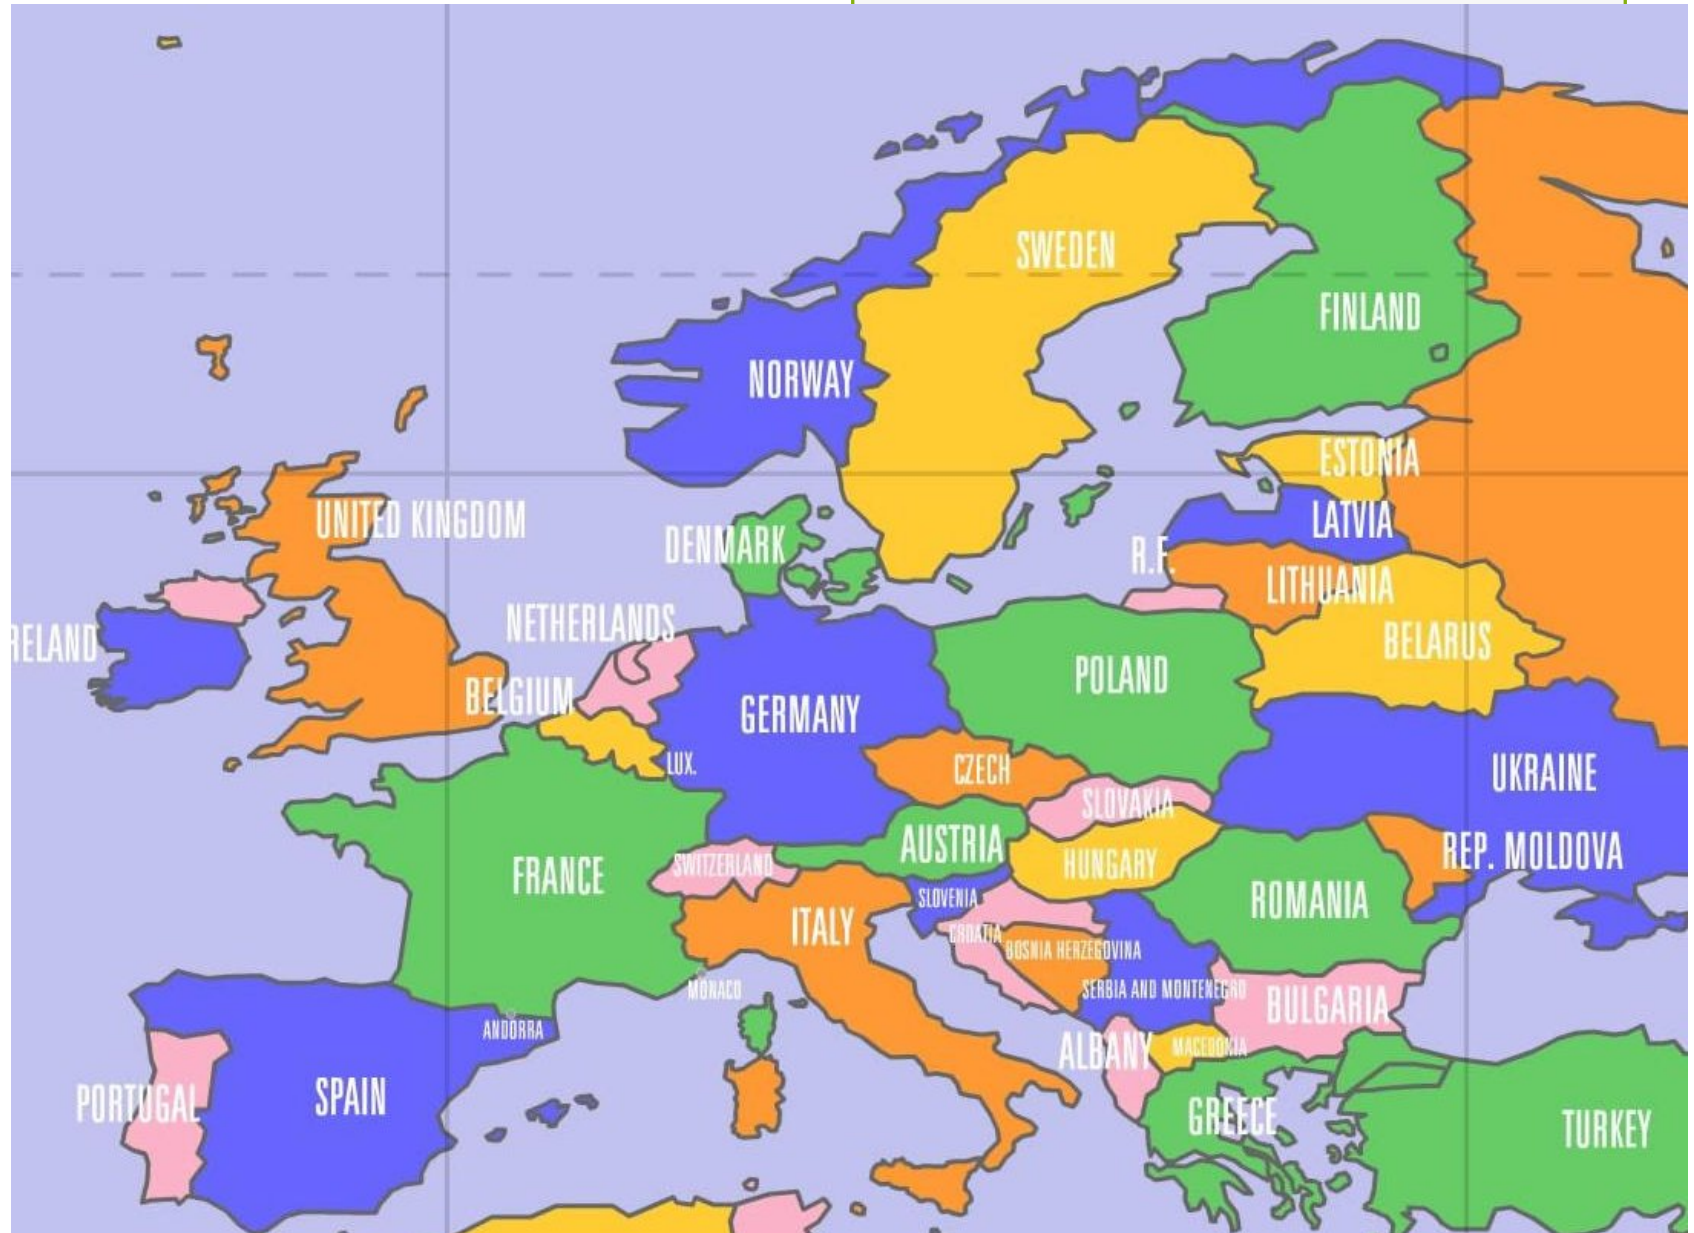 SWEDEN
FINLAND
NORWAY
ESTONIA
UNITED KINGDOM
LATVIA
DENMARK
R.F.
LITHUANIA
NETHERLANDS
RELAND
BELARUS
POLAND
BELGIUM
GERMANY
LUX.
CZECH
UKRAINE
SLOVAKIA
AUSTRIA
REP. MOLDOVA
SWITZERLAND
HUNGARY
FRANCE
SLOVENIA
ROMANIA
ITALY
CROATIA
BOSNIA HERZEGOVINA
MONACO
SERBIA AND MONTENEGRO
BULGARIA
ANDORRA
ALBANY
MACEDONIA
SPAIN
PORTUGAL
GREECE
TURKEY